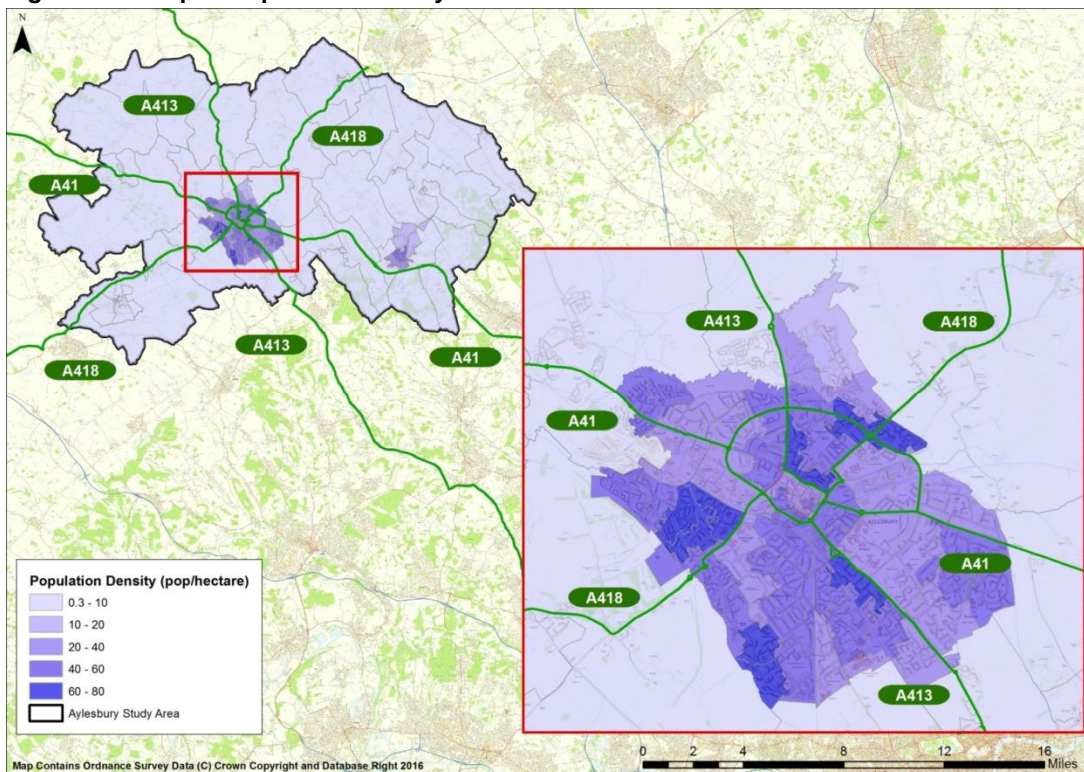 N
A413
A418
A41
A418
A413
A41
A413
A418
A41
AYLESBURY
A41
A418
A413
Population Density (pop/hectare)
0.3 - 10
10 - 20
20 - 40
40 - 60
60 - 80
Aylesbury Study Area
0 2 4 8 12 16
Miles
Map Contains Ordnance Survey Data (C) Crown Copyright and Database Right 2016